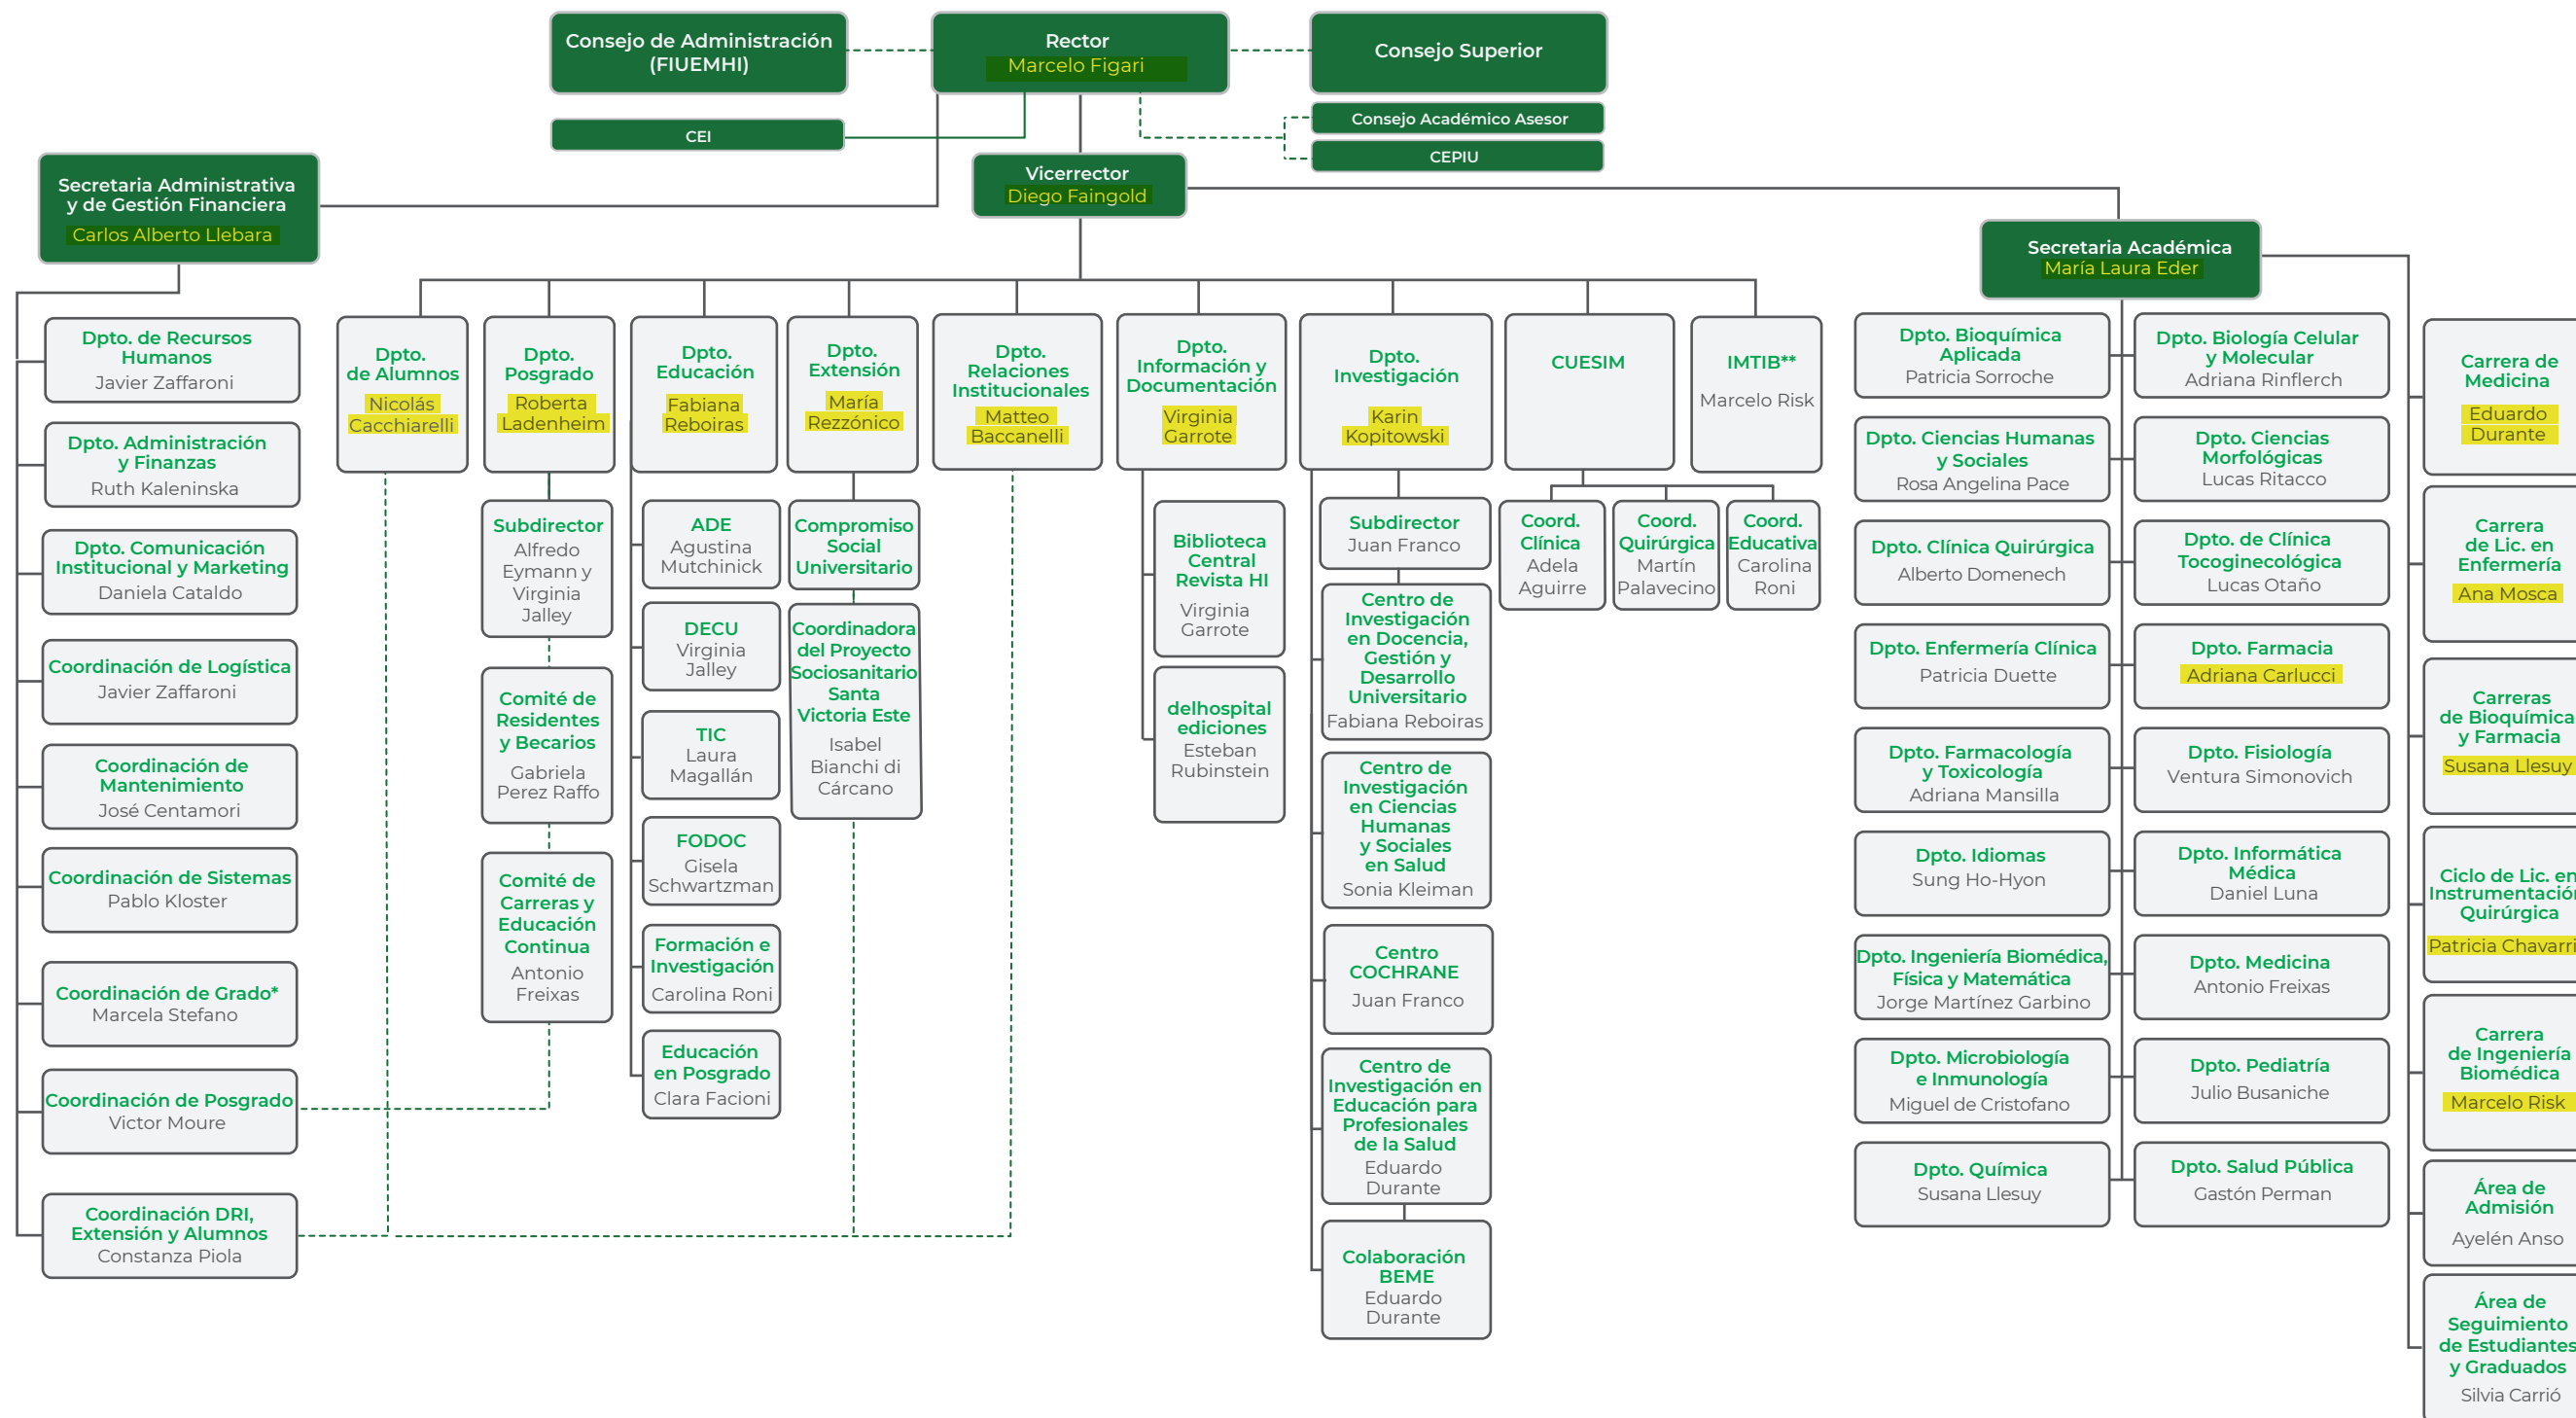 Consejo de Administración
(FIUEMHI)
Rector
Marcelo Figari
Consejo Superior
CEI
Consejo Académico Asesor
CEPIU
Secretaria Administrativa
y de Gestión Financiera
Carlos Alberto Llebara
Vicerrector
Diego Faingold
Secretaria Académica
María Laura Eder
Dpto. de Recursos
Humanos
Javier Zaffaroni
Dpto. Administración
y Finanzas
Ruth Kaleninska
Dpto. Comunicación
Institucional y Marketing
Daniela Cataldo
Coordinación de Logística
Javier Zaffaroni
Coordinación de
Mantenimiento
José Centamori
Coordinación de Sistemas
Pablo Kloster
Coordinación de Grado*
Marcela Stefano
Coordinación de Posgrado
Victor Moure
Coordinación DRI,
Extensión y Alumnos
Constanza Piola
Dpto.
de Alumnos
Nicolás
Cacchiarelli
Dpto.
Posgrado
Roberta
Ladenheim
Subdirector
Alfredo
Eymann y
Virginia
Jalley
Comité de
Residentes
y Becarios
Gabriela
Perez Raffo
Comité de
Carreras y
Educación
Continua
Antonio
Freixas
Dpto.
Educación
Fabiana
Reboiras
ADE
Agustina
Mutchinick
DECU
Virginia
Jalley
TIC
Laura
Magallán
FODOC
Gisela
Schwartzman
Formación e
Investigación
Carolina Roni
Educación
en Posgrado
Clara Facioni
Dpto.
Extensión
María
Rezzónico
Compromiso
Social
Universitario
Coordinadora
del Proyecto
Sociosanitario
Santa
Victoria Este
Isabel
Bianchi di
Cárcano
Dpto.
Relaciones
Institucionales
Matteo
Baccanelli
Dpto.
Información y
Documentación
Virginia
Garrote
Biblioteca
Central
Revista HI
Virginia
Garrote
delhospital
ediciones
Esteban
Rubinstein
Dpto.
Investigación
Karin
Kopitowski
Subdirector
Juan Franco
Centro de
Investigación
en Docencia,
Gestión y
Desarrollo
Universitario
Fabiana Reboiras
Centro de
Investigación
en Ciencias
Humanas
y Sociales
en Salud
Sonia Kleiman
Centro
COCHRANE
Juan Franco
Centro de
Investigación en
Educación para
Profesionales
de la Salud
Eduardo
Durante
Colaboración
BEME
Eduardo
Durante
CUESIM
Coord.
Clínica
Adela
Aguirre
Coord.
Quirúrgica
Martín
Palavecino
Coord.
Educativa
Carolina
Roni
IMTIB**
Marcelo Risk
Dpto. Bioquímica
Aplicada
Patricia Sorroche
Dpto. Biología Celular
y Molecular
Adriana Rinflerch
Dpto. Ciencias Humanas
y Sociales
Rosa Angelina Pace
Dpto. Ciencias
Morfológicas
Lucas Ritacco
Dpto. Clínica Quirúrgica
Alberto Domenech
Dpto. de Clínica
Tocoginecológica
Lucas Otaño
Dpto. Enfermería Clínica
Patricia Duette
Dpto. Farmacia
Adriana Carlucci
Dpto. Farmacología
y Toxicología
Adriana Mansilla
Dpto. Fisiología
Ventura Simonovich
Dpto. Idiomas
Sung Ho-Hyon
Dpto. Informática
Médica
Daniel Luna
Dpto. Ingeniería Biomédica,
Física y Matemática
Jorge Martínez Garbino
Dpto. Medicina
Antonio Freixas
Dpto. Microbiología
e Inmunología
Miguel de Cristofano
Dpto. Pediatría
Julio Busaniche
Dpto. Química
Susana Llesuy
Dpto. Salud Pública
Gastón Perman
Carrera de
Medicina
Eduardo
Durante
Carrera
de Lic. en
Enfermería
Ana Mosca
Carreras
de Bioquímica
y Farmacia
Susana Llesuy
Ciclo de Lic. en
Instrumentación
Quirúrgica
Patricia Chavarri
Carrera
de Ingeniería
Biomédica
Marcelo Risk
Área de
Admisión
Ayelén Anso
Área de
Seguimiento
de Estudiantes
y Graduados
Silvia Carrió